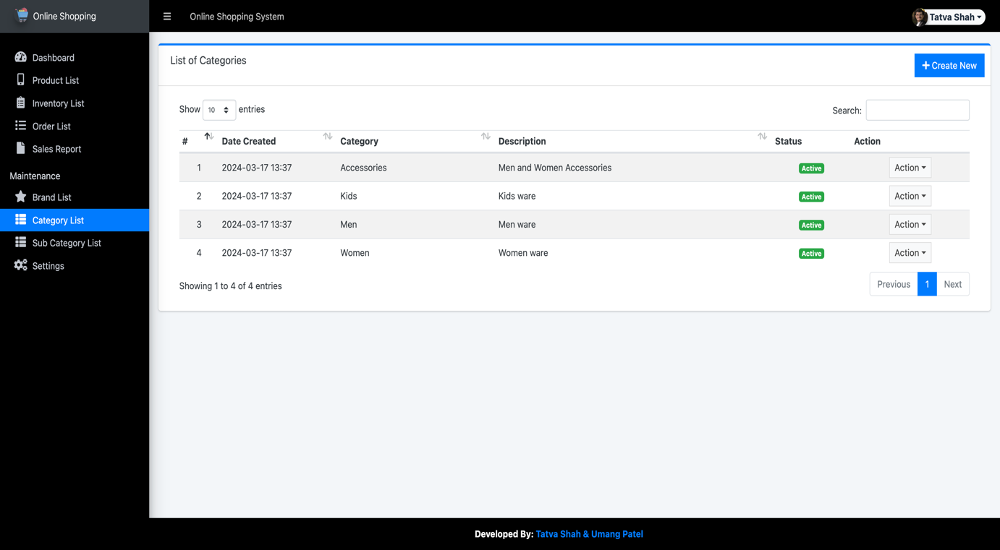 Online Shopping
Online Shopping System
Tatva Shah
Dashboard
Product List
Inventory List
Order List
Sales Report
Maintenance
Brand List
Category List
Sub Category List
Settings
List of Categories
Create New
Show 10 entries
Search:
# Date Created Category Description Status Action
1 2024-03-17 13:37 Accessories Men and Women Accessories Active Action
2 2024-03-17 13:37 Kids Kids ware Active Action
3 2024-03-17 13:37 Men Men ware Active Action
4 2024-03-17 13:37 Women Women ware Active Action
Showing 1 to 4 of 4 entries
Previous 1 Next
Developed By: Tatva Shah & Umang Patel